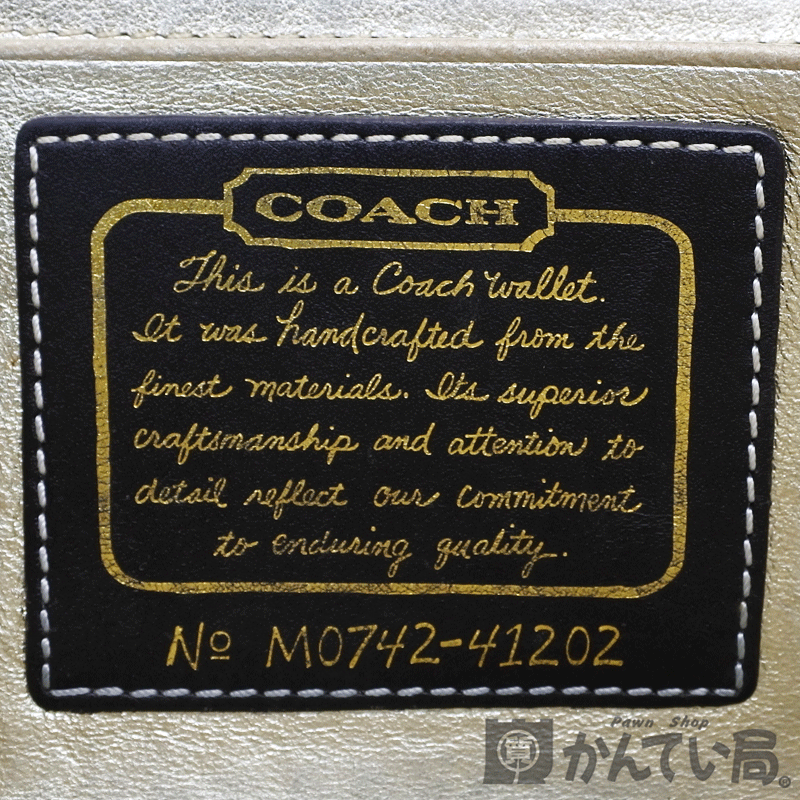 COACH
This is a Coach Wallet.
It was handcrafted from the
finest materials. Its superior
craftsmanship and attention to
detail reflect our commitment
to enduring quality.
No M0742-41202
Pawn Shop
質 かんてい局®